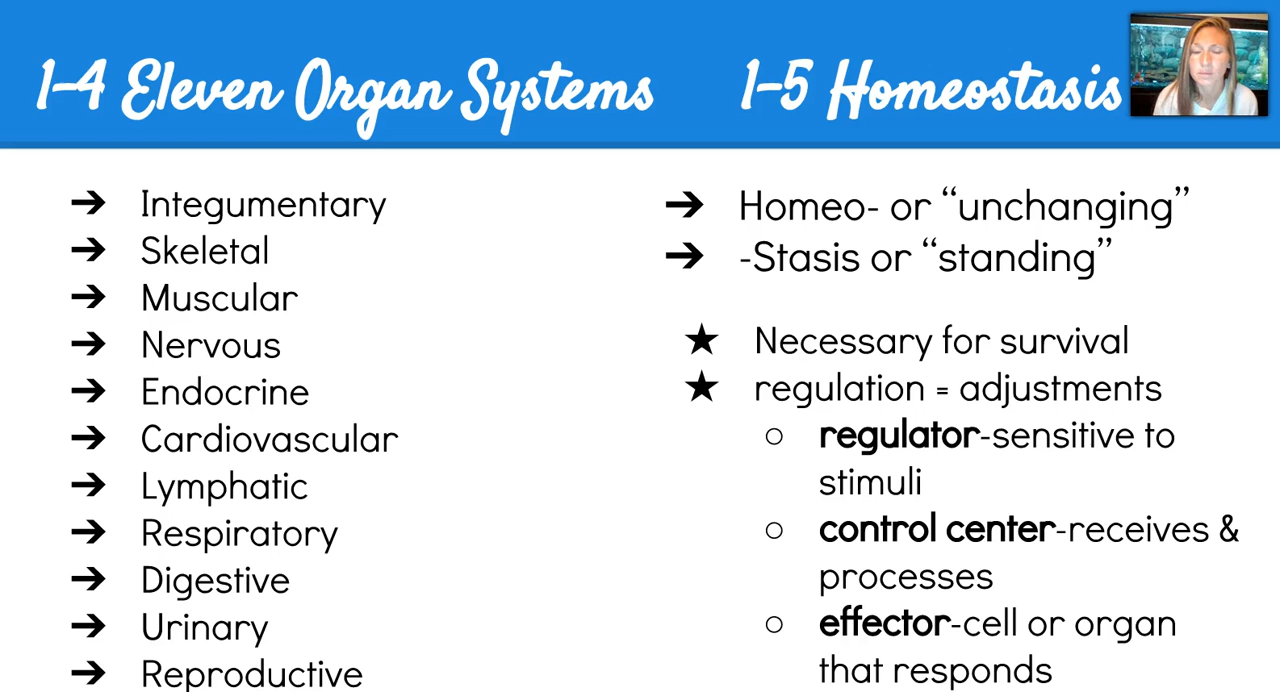 1-4 Eleven Organ Systems
➔ Integumentary
➔ Skeletal
➔ Muscular
➔ Nervous
➔ Endocrine
➔ Cardiovascular
➔ Lymphatic
➔ Respiratory
➔ Digestive
➔ Urinary
➔ Reproductive
1-5 Homeostasis
➔ Homeo- or “unchanging”
➔ -Stasis or “standing”
★ Necessary for survival
★ regulation = adjustments
○ regulator-sensitive to
stimuli
○ control center-receives &
processes
○ effector-cell or organ
that responds